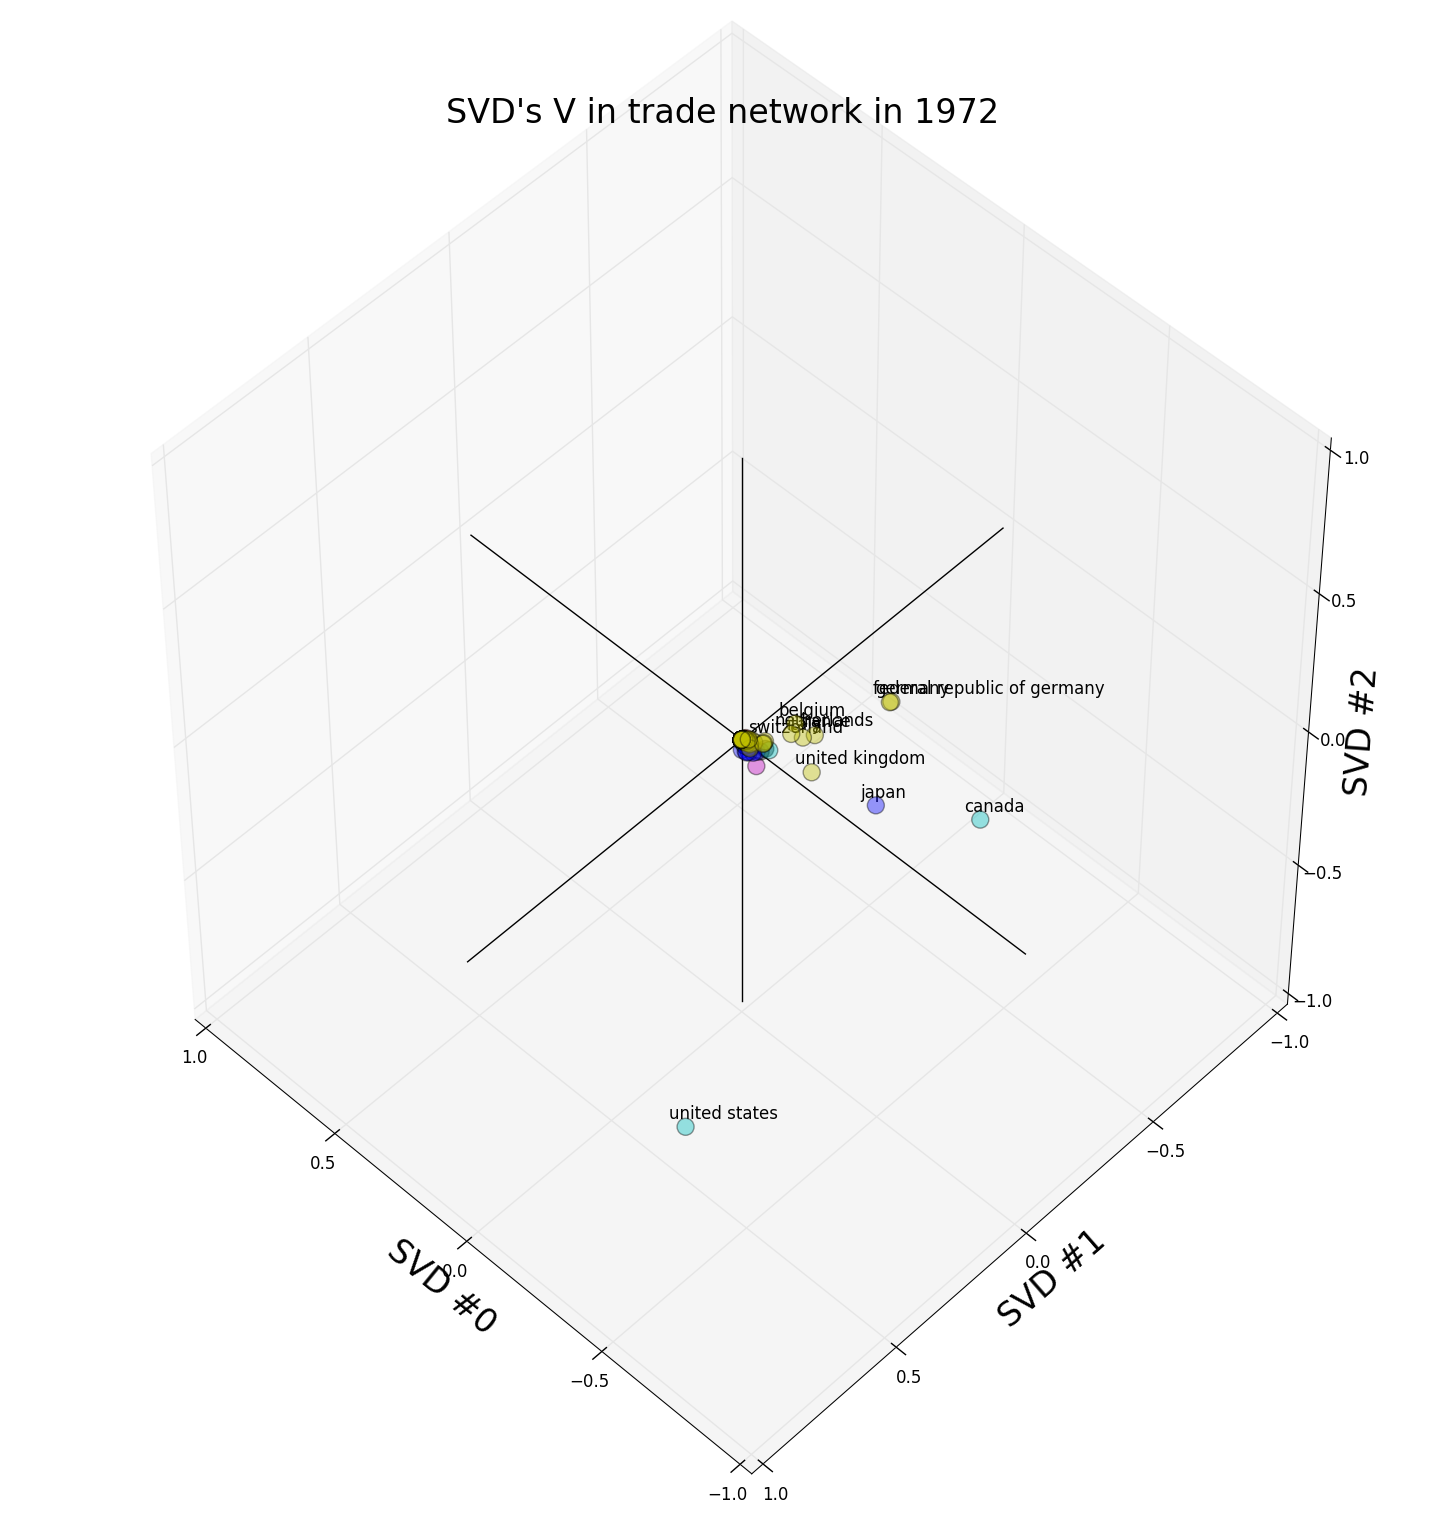 SVD's V in trade network in 1972
1.0
0.5
0.0
−0.5
−1.0
SVD #2
federal republic of germany
germany
belgium
netherlands
france
switzerland
united kingdom
japan
canada
united states
1.0
0.5
0.0
−0.5
−1.0
SVD #0
−1.0
−0.5
0.0
0.5
1.0
SVD #1